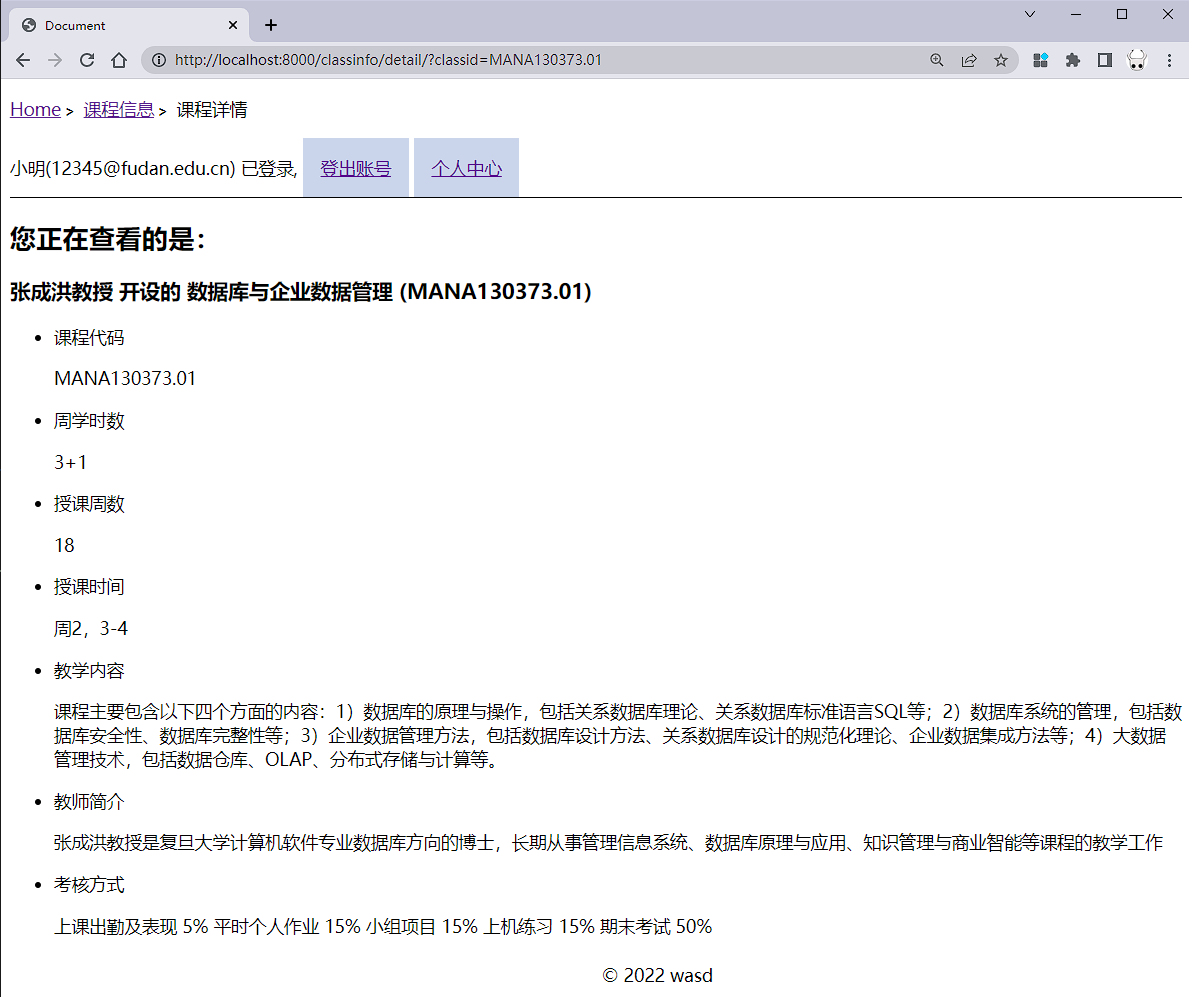 Document
http://localhost:8000/classinfo/detail/?classid=MANA130373.01
Home > 课程信息 > 课程详情
小明(12345@fudan.edu.cn) 已登录, 登出账号 个人中心
您正在查看的是：
张成洪教授 开设的 数据库与企业数据管理 (MANA130373.01)
• 课程代码
MANA130373.01
• 周学时数
3+1
• 授课周数
18
• 授课时间
周2，3-4
• 教学内容
课程主要包含以下四个方面的内容：1）数据库的原理与操作，包括关系数据库理论、关系数据库标准语言SQL等；2）数据库系统的管理，包括数
据库安全性、数据库完整性等；3）企业数据管理方法，包括数据库设计方法、关系数据库设计的规范化理论、企业数据集成方法等；4）大数据
管理技术，包括数据仓库、OLAP、分布式存储与计算等。
• 教师简介
张成洪教授是复旦大学计算机软件专业数据库方向的博士，长期从事管理信息系统、数据库原理与应用、知识管理与商业智能等课程的教学工作
• 考核方式
上课出勤及表现 5% 平时个人作业 15% 小组项目 15% 上机练习 15% 期末考试 50%
© 2022 wasd